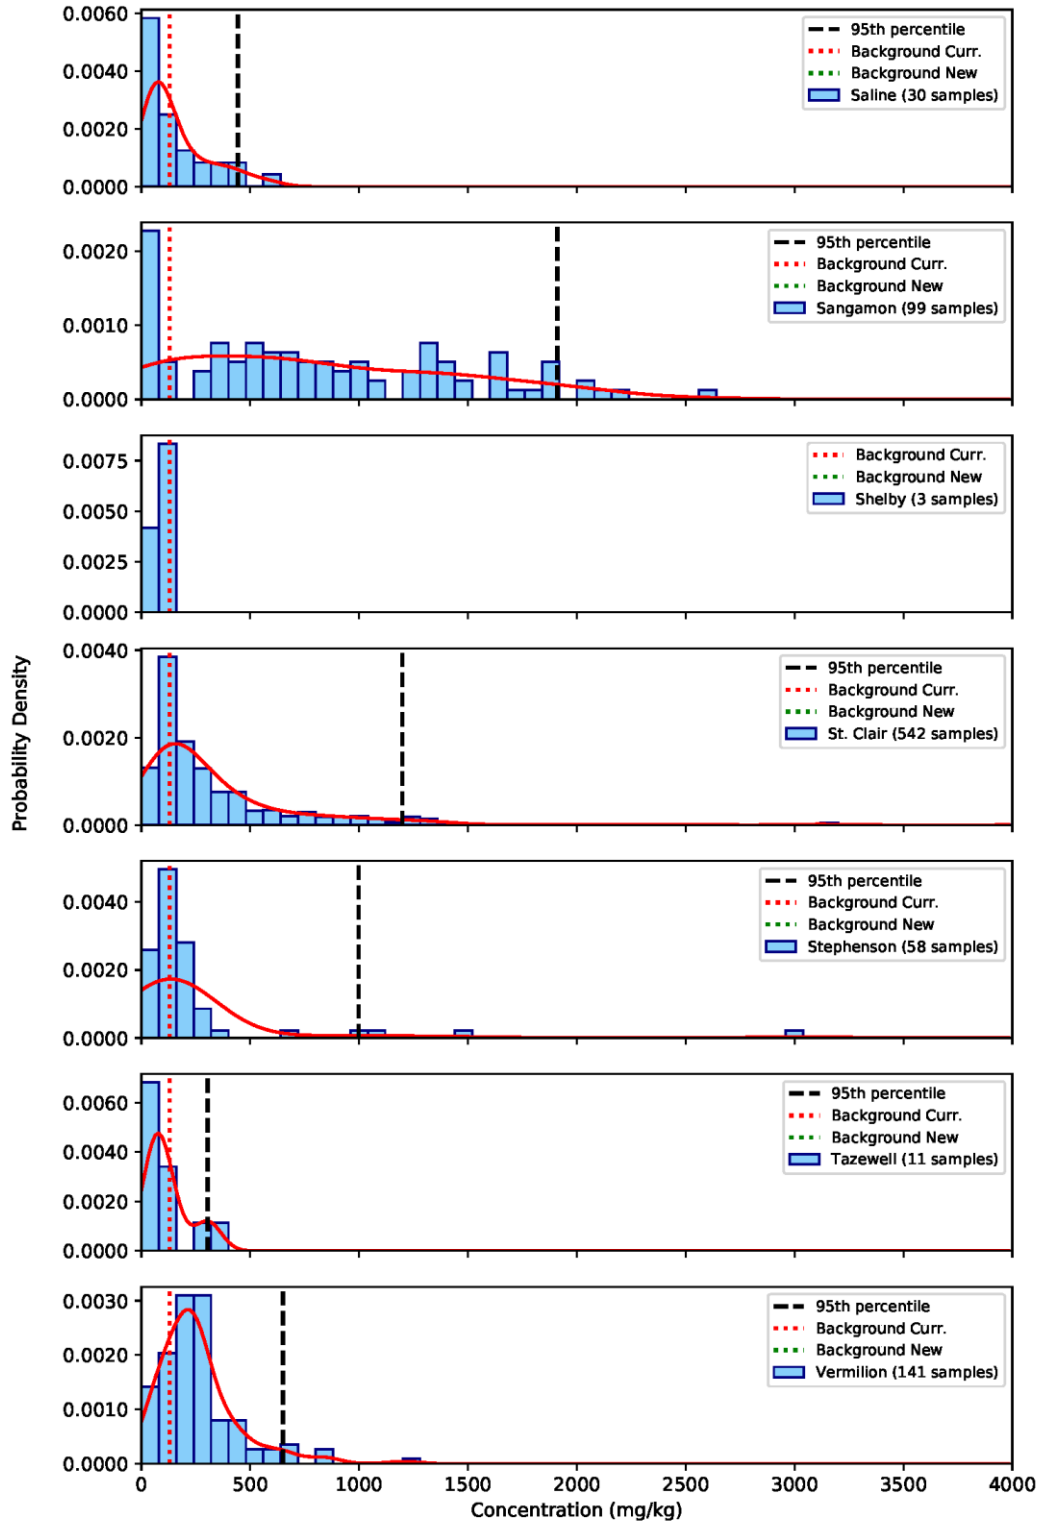 0.0060
0.0040
0.0020
0.0000
95th percentile
Background Curr.
Background New
Saline (30 samples)
0.0020
0.0010
0.0000
95th percentile
Background Curr.
Background New
Sangamon (99 samples)
0.0075
0.0050
0.0025
0.0000
Background Curr.
Background New
Shelby (3 samples)
Probability Density
0.0040
0.0020
0.0000
95th percentile
Background Curr.
Background New
St. Clair (542 samples)
0.0040
0.0020
0.0000
95th percentile
Background Curr.
Background New
Stephenson (58 samples)
0.0060
0.0040
0.0020
0.0000
95th percentile
Background Curr.
Background New
Tazewell (11 samples)
0.0030
0.0020
0.0010
0.0000
95th percentile
Background Curr.
Background New
Vermilion (141 samples)
0 500 1000 1500 2000 2500 3000 3500 4000
Concentration (mg/kg)